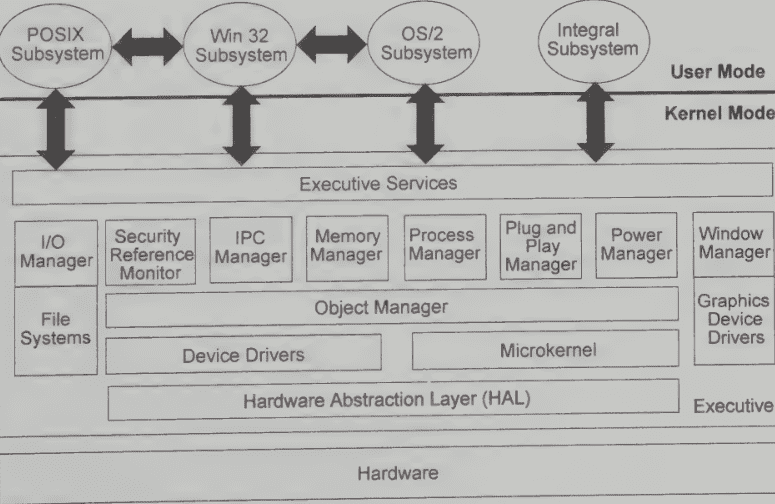 POSIX
Subsystem
Win 32
Subsystem
OS/2
Subsystem
Integral
Subsystem
User Mode
Kernel Mode
Executive Services
I/O
Manager
Security
Reference
Monitor
IPC
Manager
Memory
Manager
Process
Manager
Plug and
Play
Manager
Power
Manager
Window
Manager
File
Systems
Object Manager
Graphics
Device
Drivers
Device Drivers
Microkernel
Hardware Abstraction Layer (HAL)
Executive
Hardware